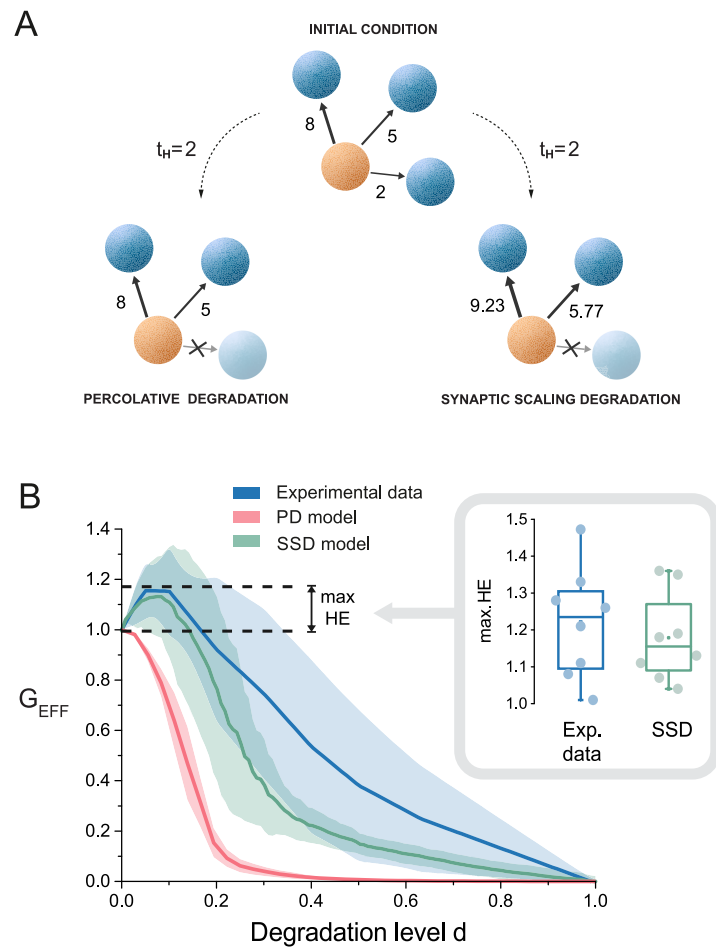 A
INITIAL CONDITION
8
5
2
tH=2
tH=2
8
5
9.23
5.77
PERCOLATIVE DEGRADATION
SYNAPTIC SCALING DEGRADATION
B
Experimental data
PD model
SSD model
1.4
1.2
1.0
0.8
0.6
0.4
0.2
0.0
GEFF
max
HE
0.0
0.2
0.4
0.6
0.8
1.0
Degradation level d
1.5
1.4
1.3
1.2
1.1
1.0
max. HE
Exp.
data
SSD